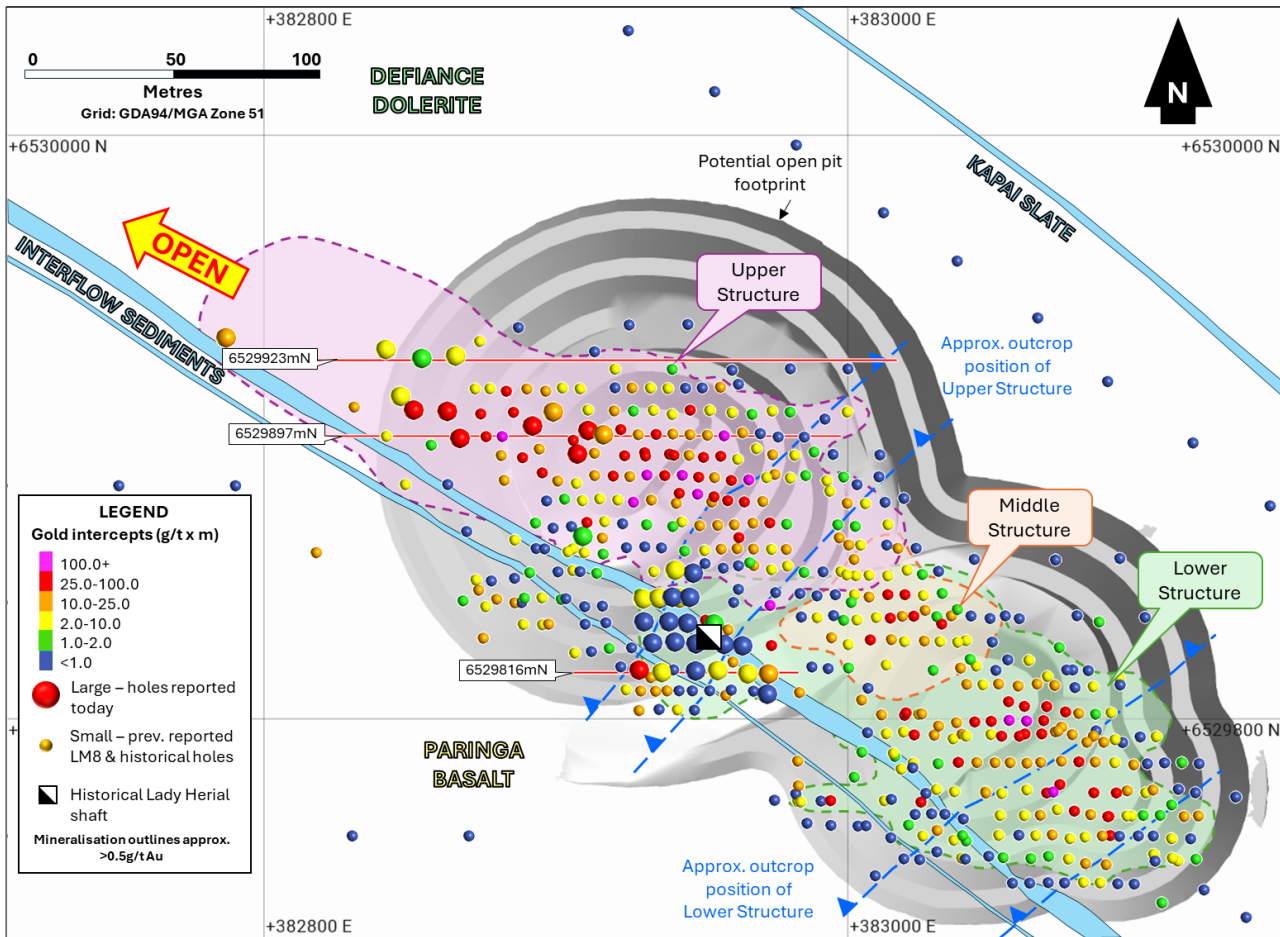 +382800 E
+383000 E
0 50 100
Metres
Grid: GDA94/MGA Zone 51
DEFIANCE
DOLERITE
N
+6530000 N
+6530000 N
Potential open pit
footprint
KAPAI SLATE
OPEN
INTERFLOW SEDIMENTS
Upper
Structure
6529923mN
Approx. outcrop
position of
Upper Structure
6529897mN
LEGEND
Gold intercepts (g/t x m)
100.0+
25.0-100.0
10.0-25.0
2.0-10.0
1.0-2.0
<1.0
Large – holes reported
today
Small – prev. reported
LM8 & historical holes
Historical Lady Herial
shaft
Mineralisation outlines approx.
>0.5g/t Au
Middle
Structure
Lower
Structure
6529816mN
+
+6529800 N
PARINGA
BASALT
Approx. outcrop
position of
Lower Structure
+382800 E
+383000 E